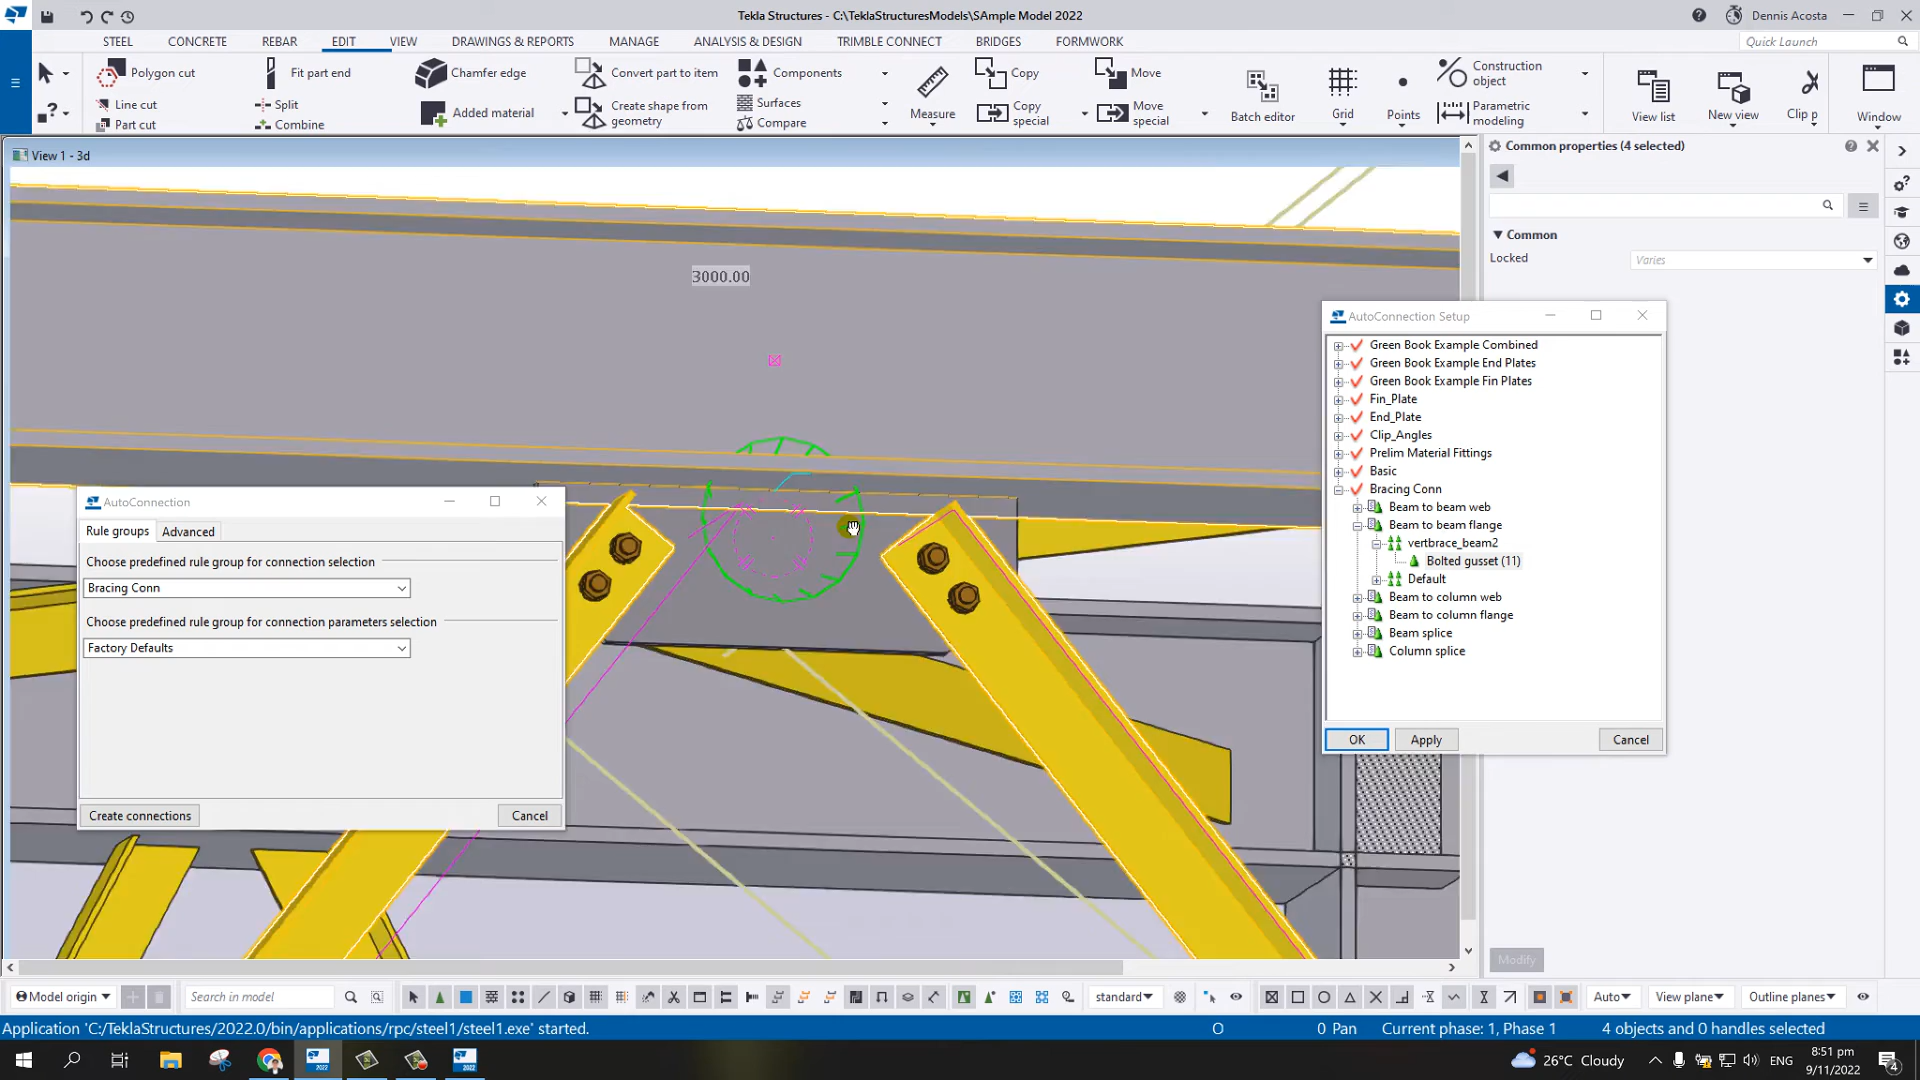 Tekla Structures - C:\TeklaStructuresModels\SAmple Model 2022
Dennis Acosta
STEEL CONCRETE REBAR EDIT VIEW DRAWINGS & REPORTS MANAGE ANALYSIS & DESIGN TRIMBLE CONNECT BRIDGES FORMWORK
Quick Launch
Polygon cut
Line cut
Part cut
Fit part end
Split
Combine
Chamfer edge
Added material
Convert part to item
Create shape from
geometry
Components
Surfaces
Compare
Measure
Copy
Copy
special
Move
Move
special
Batch editor
Grid
Points
Construction
object
Parametric
modeling
View list
New view
Clip p
Window
View 1 - 3d
3000.00
Common properties (4 selected)
Common
Locked
Varies
Modify
AutoConnection Setup
Green Book Example Combined
Green Book Example End Plates
Green Book Example Fin Plates
Fin_Plate
End_Plate
Clip_Angles
Prelim Material Fittings
Basic
Bracing Conn
Beam to beam web
Beam to beam flange
vertbrace_beam2
Bolted gusset (11)
Default
Beam to column web
Beam to column flange
Beam splice
Column splice
OK
Apply
Cancel
AutoConnection
Rule groups
Advanced
Choose predefined rule group for connection selection
Bracing Conn
Choose predefined rule group for connection parameters selection
Factory Defaults
Create connections
Cancel
Model origin
Search in model
standard
Auto
View plane
Outline planes
Application 'C:/TeklaStructures/2022.0/bin/applications/rpc/steel1/steel1.exe' started.
O
0 Pan
Current phase: 1, Phase 1
4 objects and 0 handles selected
2022
2022
26°C Cloudy
ENG
8:51 pm
9/11/2022
4